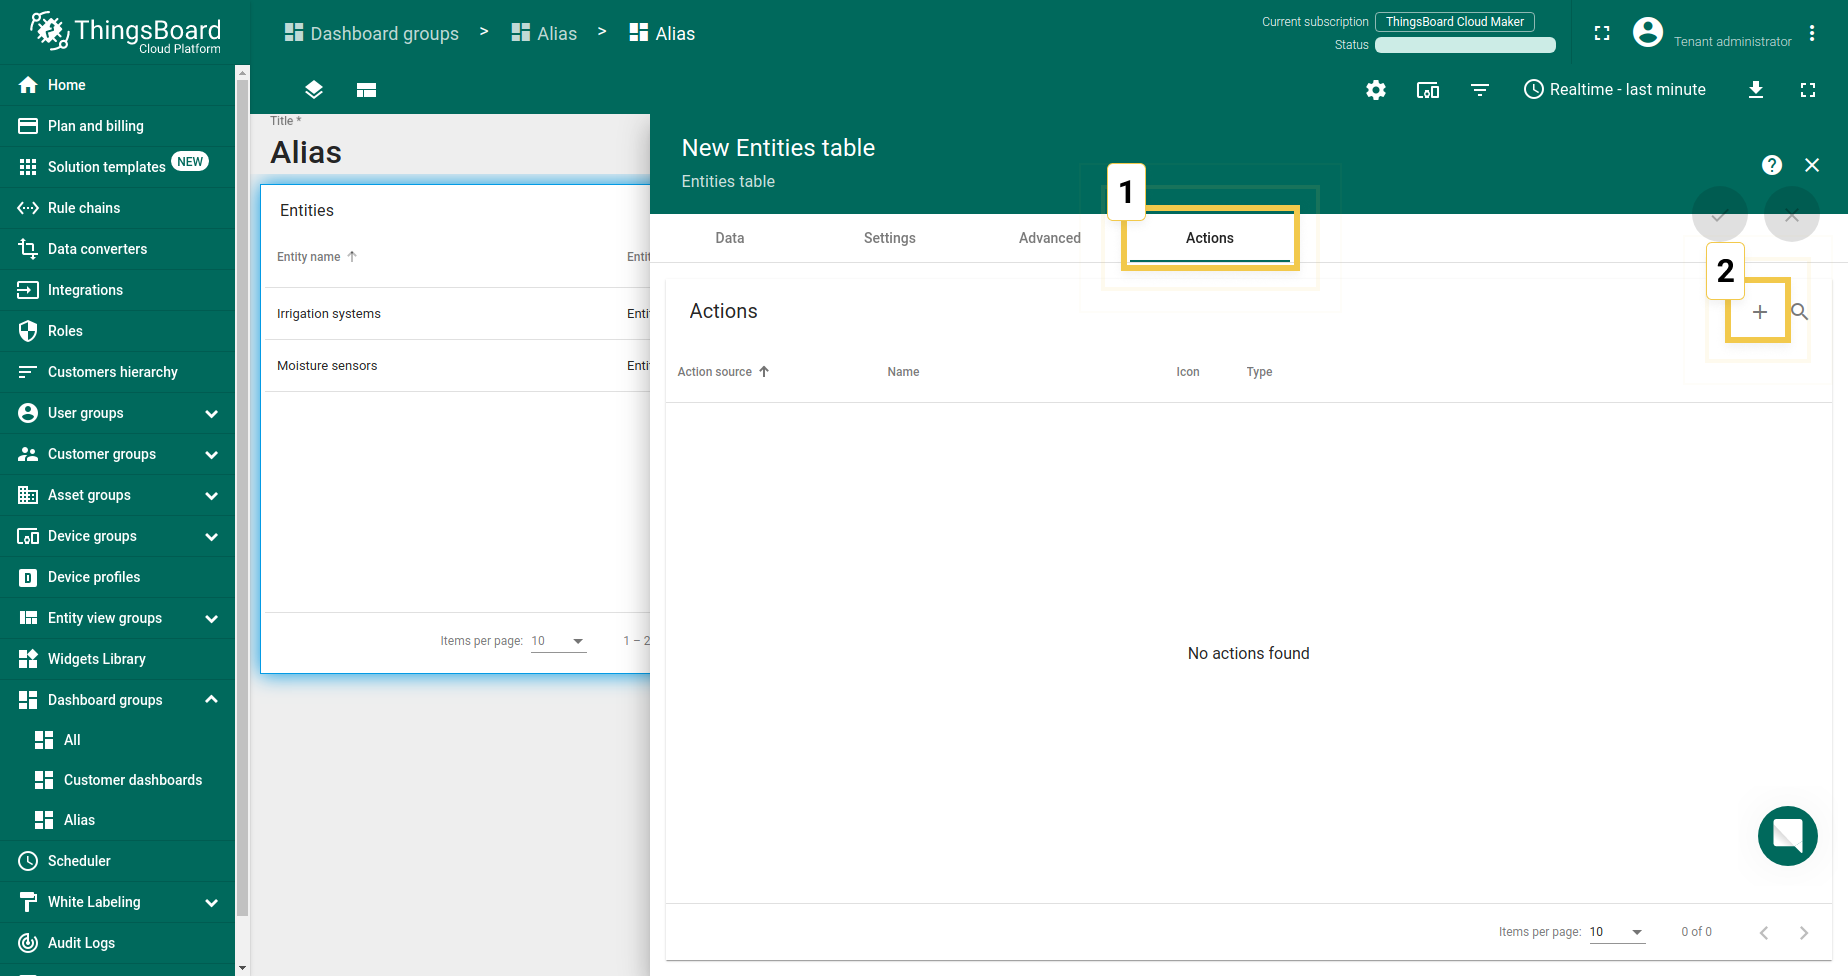 ThingsBoard
Cloud Platform
Dashboard groups > Alias > Alias
Current subscription ThingsBoard Cloud Maker
Status
Tenant administrator
Realtime - last minute
Home
Plan and billing
Solution templates NEW
Rule chains
Data converters
Integrations
Roles
Customers hierarchy
User groups
Customer groups
Asset groups
Device groups
D Device profiles
Entity view groups
Widgets Library
Dashboard groups
All
Customer dashboards
Alias
Scheduler
White Labeling
Audit Logs
Title *
Alias
Entities
Entity name Entit
Irrigation systems Entit
Moisture sensors Entit
Items per page: 10 1 – 2
New Entities table
Entities table
?
1
Data Settings Advanced Actions
2
Actions
Action source Name Icon Type
No actions found
Items per page: 10 0 of 0